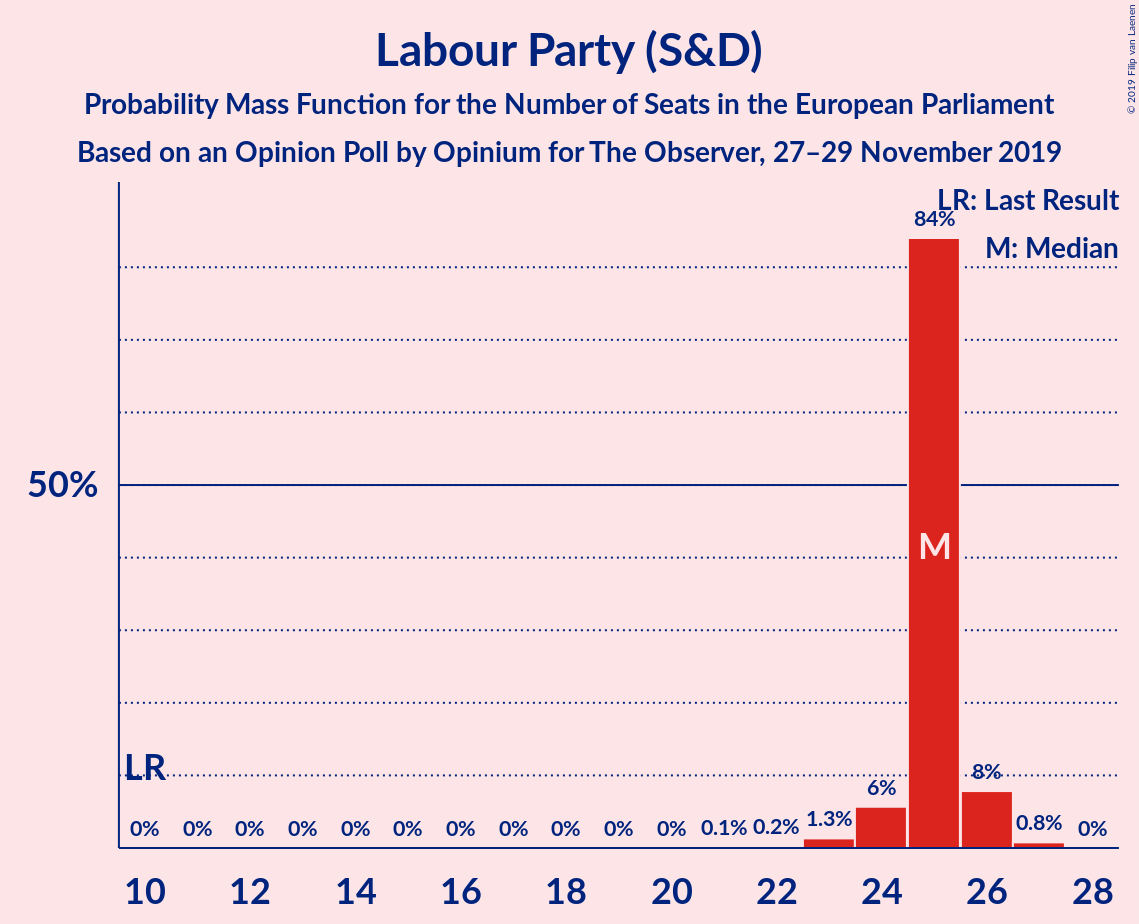 Labour Party (S&D)
Probability Mass Function for the Number of Seats in the European Parliament
Based on an Opinion Poll by Opinium for The Observer, 27–29 November 2019
© 2019 Filip van Laenen
LR: Last Result
M: Median
84%
50%
M
LR
0% 0% 0% 0% 0% 0% 0% 0% 0% 0% 0% 0.1% 0.2% 1.3% 6% 8% 0.8% 0%
10 12 14 16 18 20 22 24 26 28